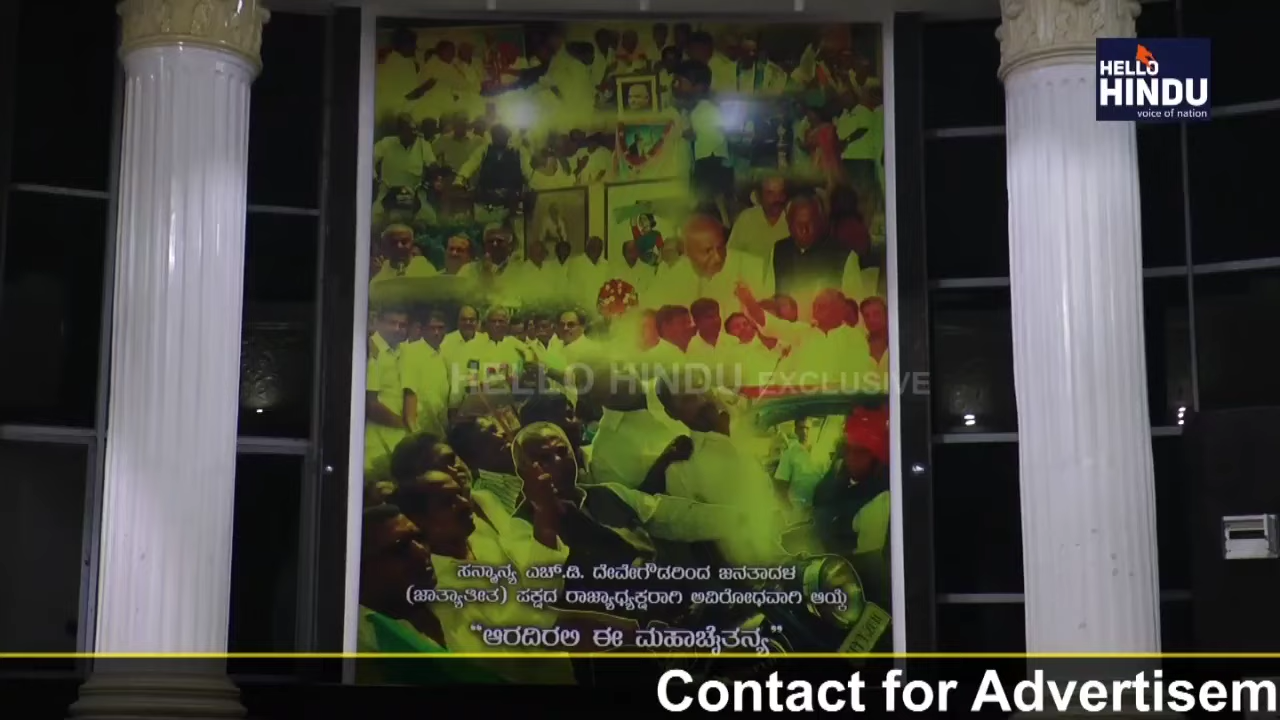 HELLO
HINDU
voice of nation
HELLO HINDU EXCLUSIVE
ಸನ್ಮಾನ್ಯ ಎಚ್.ಡಿ. ದೇವೇಗೌಡರಿಂದ ಜನತಾದಳ
(ಜಾತ್ಯಾತೀತ) ಪಕ್ಷದ ರಾಜ್ಯಾಧ್ಯಕ್ಷರಾಗಿ ಅವಿರೋಧವಾಗಿ ಆಯ್ಕೆ
"ಆರದಿರಲಿ ಈ ಮಹಾಚೈತನ್ಯ"
Contact for Advertisem